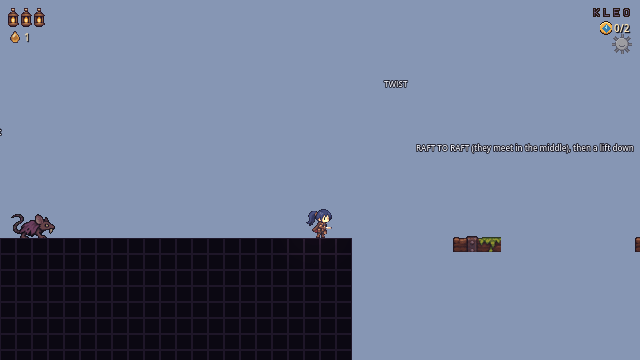 KLEO
0/2
1
TWIST
RAFT TO RAFT (they meet in the middle), then a lift down